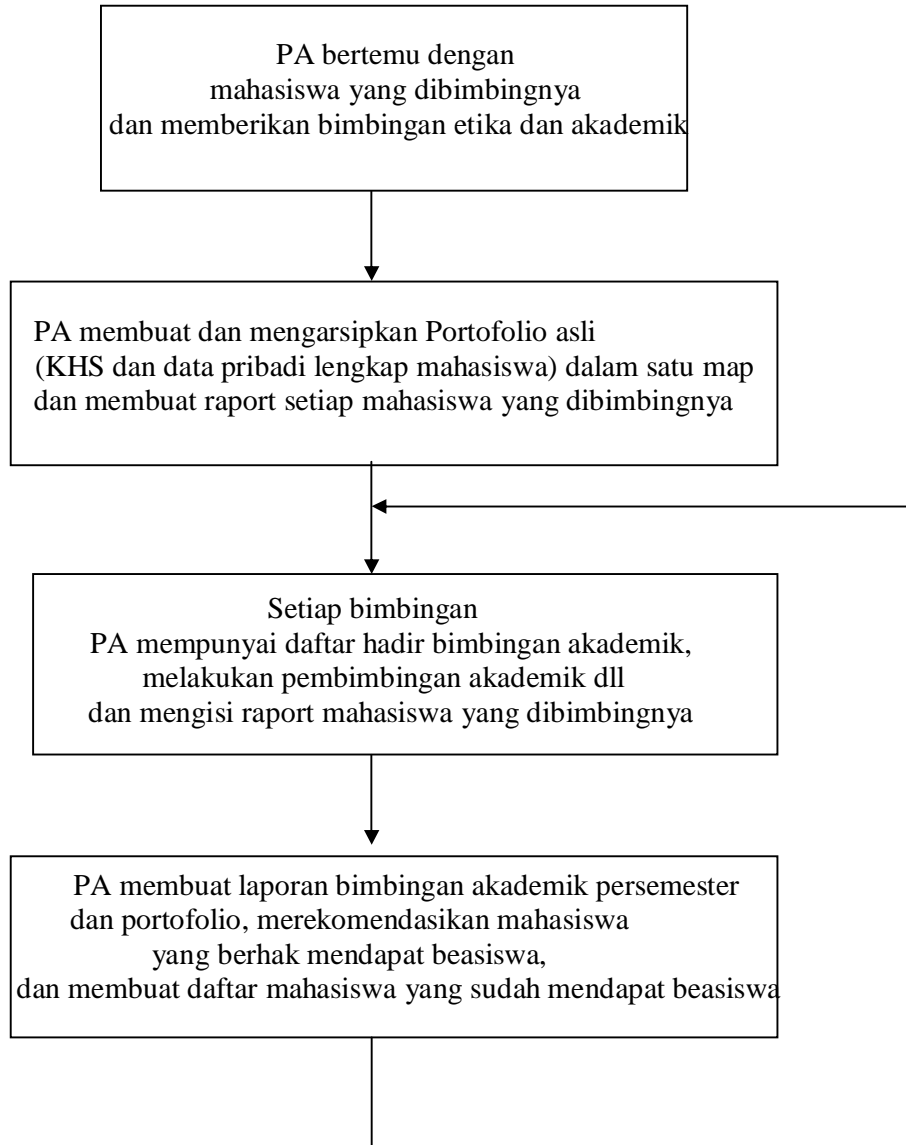 PA bertemu dengan
mahasiswa yang dibimbingnya
dan memberikan bimbingan etika dan akademik
PA membuat dan mengarsipkan Portofolio asli
(KHS dan data pribadi lengkap mahasiswa) dalam satu map
dan membuat raport setiap mahasiswa yang dibimbingnya
Setiap bimbingan
PA mempunyai daftar hadir bimbingan akademik,
melakukan pembimbingan akademik dll
dan mengisi raport mahasiswa yang dibimbingnya
PA membuat laporan bimbingan akademik persemester
dan portofolio, merekomendasikan mahasiswa
yang berhak mendapat beasiswa,
dan membuat daftar mahasiswa yang sudah mendapat beasiswa